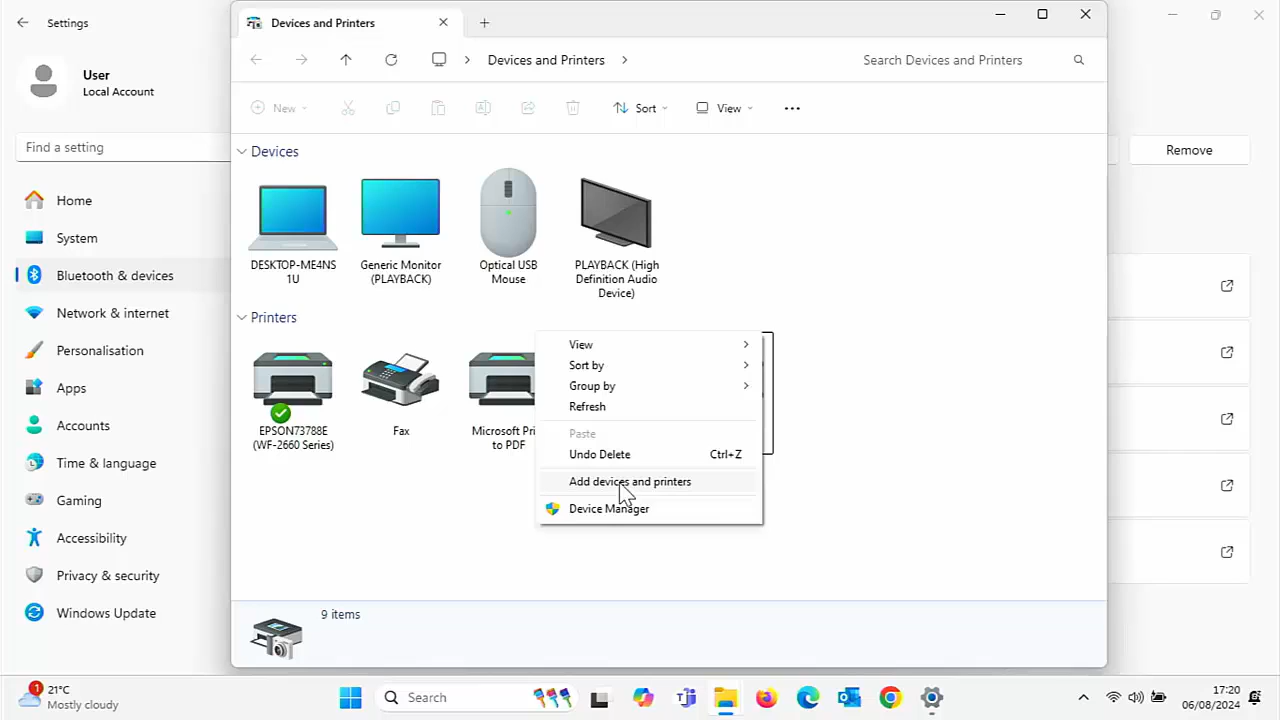 Settings
User
Local Account
Find a setting
Home
System
Bluetooth & devices
Network & internet
Personalisation
Apps
Accounts
Time & language
Gaming
Accessibility
Privacy & security
Windows Update
Devices and Printers
Devices and Printers
Search Devices and Printers
New
Sort
View
Remove
Devices
DESKTOP-ME4NS
1U
Generic Monitor
(PLAYBACK)
Optical USB
Mouse
PLAYBACK (High
Definition Audio
Device)
Printers
EPSON73788E
(WF-2660 Series)
Fax
Microsoft Pri
to PDF
View
Sort by
Group by
Refresh
Paste
Undo Delete Ctrl+Z
Add devices and printers
Device Manager
9 items
1
21°C
Mostly cloudy
Search
17:20
06/08/2024